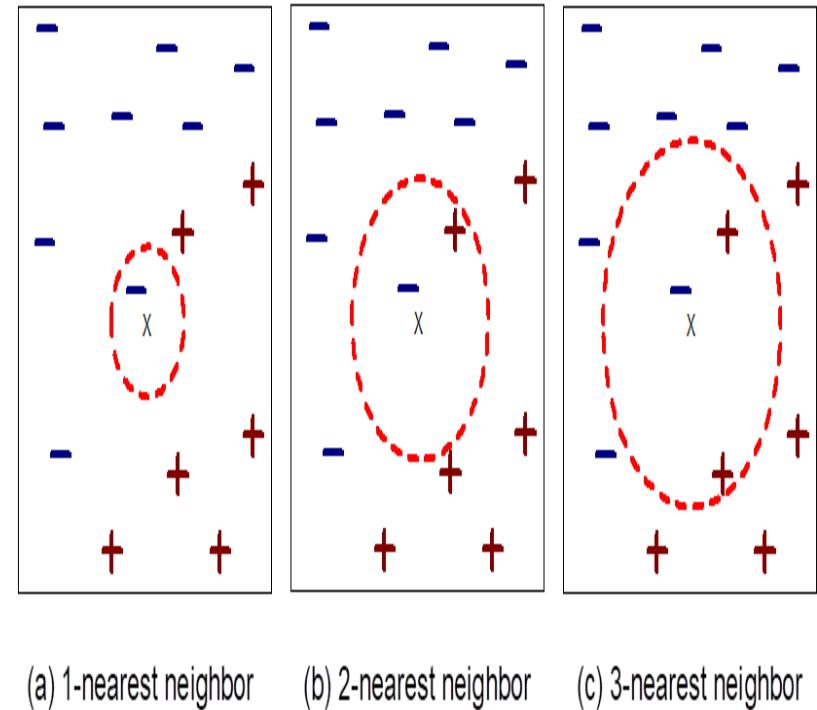 X
X
X
(a) 1-nearest neighbor
(b) 2-nearest neighbor
(c) 3-nearest neighbor